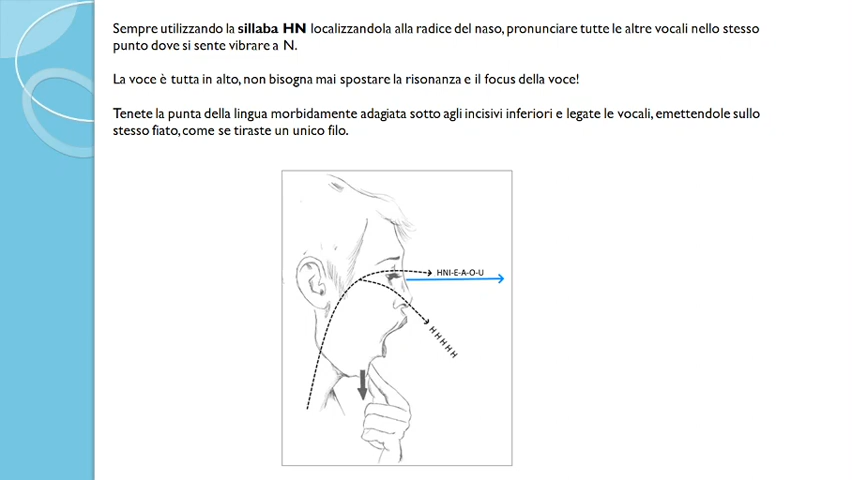 Sempre utilizzando la sillaba HN localizzandola alla radice del naso, pronunciare tutte le altre vocali nello stesso
punto dove si sente vibrare a N.
La voce è tutta in alto, non bisogna mai spostare la risonanza e il focus della voce!
Tenete la punta della lingua morbidamente adagiata sotto agli incisivi inferiori e legate le vocali, emettendole sullo
stesso fiato, come se tiraste un unico filo.
HNI-E-A-O-U
HHHHH